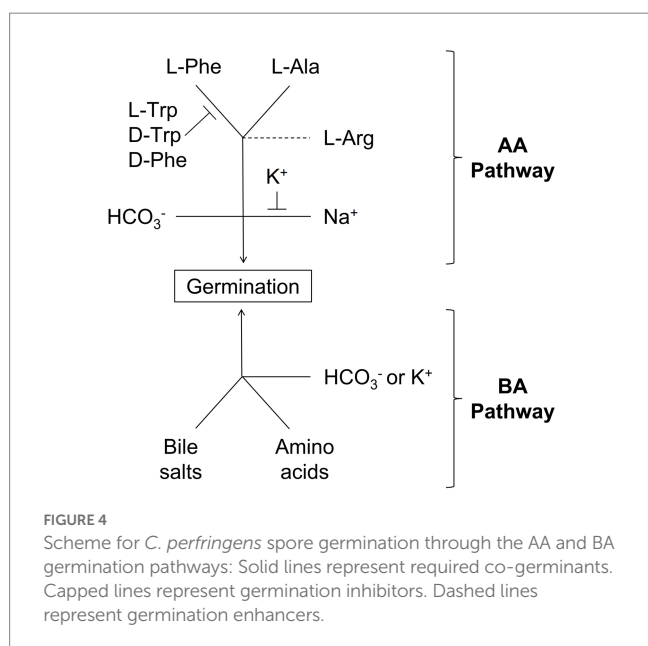 L-Phe L-Ala
L-Trp
D-Trp
D-Phe
L-Arg
AA
Pathway
K⁺
HCO₃⁻ Na⁺
Germination
HCO₃⁻ or K⁺
BA
Pathway
Bile
salts
Amino
acids
FIGURE 4
Scheme for C. perfringens spore germination through the AA and BA
germination pathways: Solid lines represent required co-germinants.
Capped lines represent germination inhibitors. Dashed lines
represent germination enhancers.